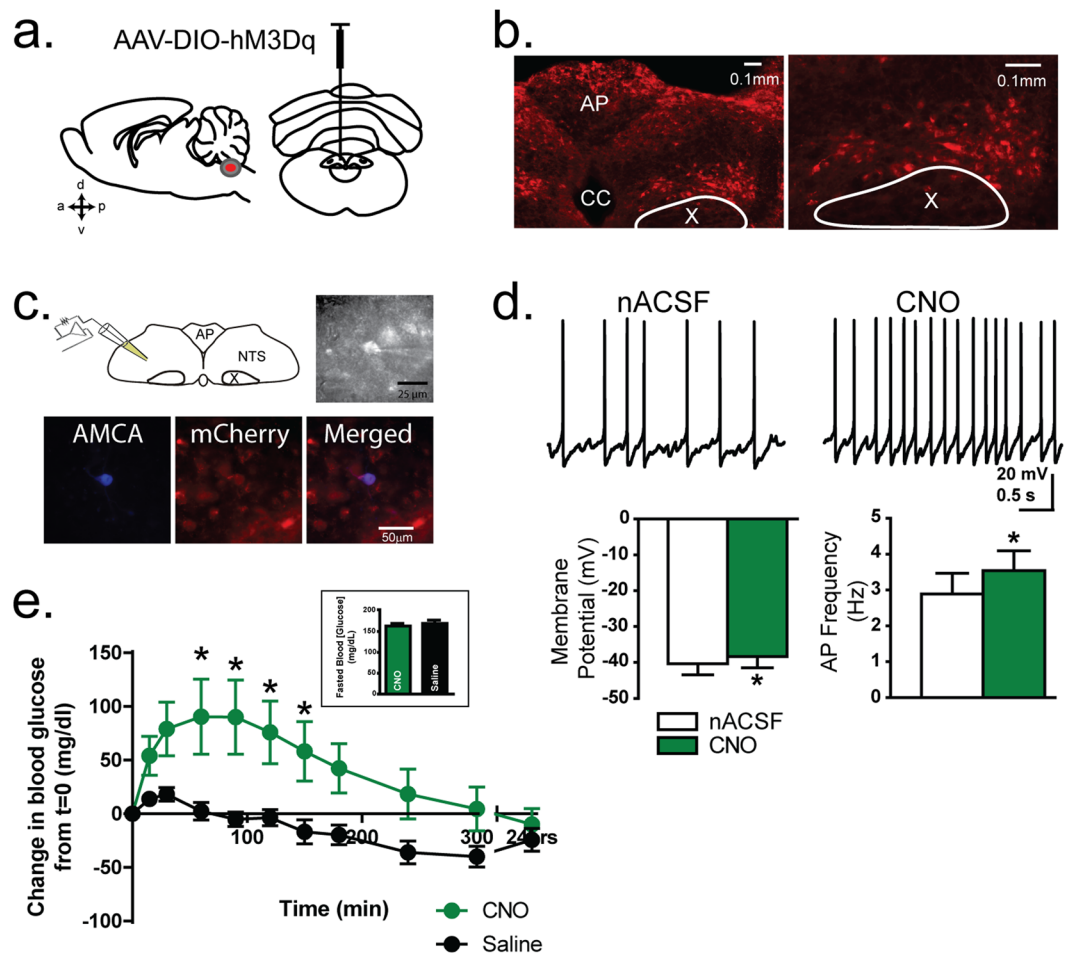 a.
AAV-DIO-hM3Dq
d
a p
v
b.
0.1mm
0.1mm
AP
CC
X
X
c.
AP
NTS
X
25 µm
AMCA
mCherry
Merged
50µm
d.
nACSF
CNO
20 mV
0.5 s
Membrane
Potential (mV)
0
-10
-20
-30
-40
-50
*
nACSF
CNO
AP Frequency
(Hz)
5
4
3
2
1
0
*
e.
Change in blood glucose
from t=0 (mg/dl)
150
100
50
0
-50
-100
* * * *
100
200
300
24hrs
Time (min)
CNO
Saline
Fasted Blood [Glucose]
(mg/dL)
200
150
100
50
0
CNO
Saline